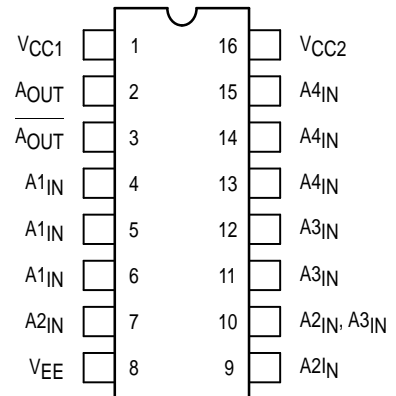 VCC1 1 16 VCC2
AOUT 2 15 A4IN
AOUT 3 14 A4IN
A1IN 4 13 A4IN
A1IN 5 12 A3IN
A1IN 6 11 A3IN
A2IN 7 10 A2IN, A3IN
VEE 8 9 A2IN